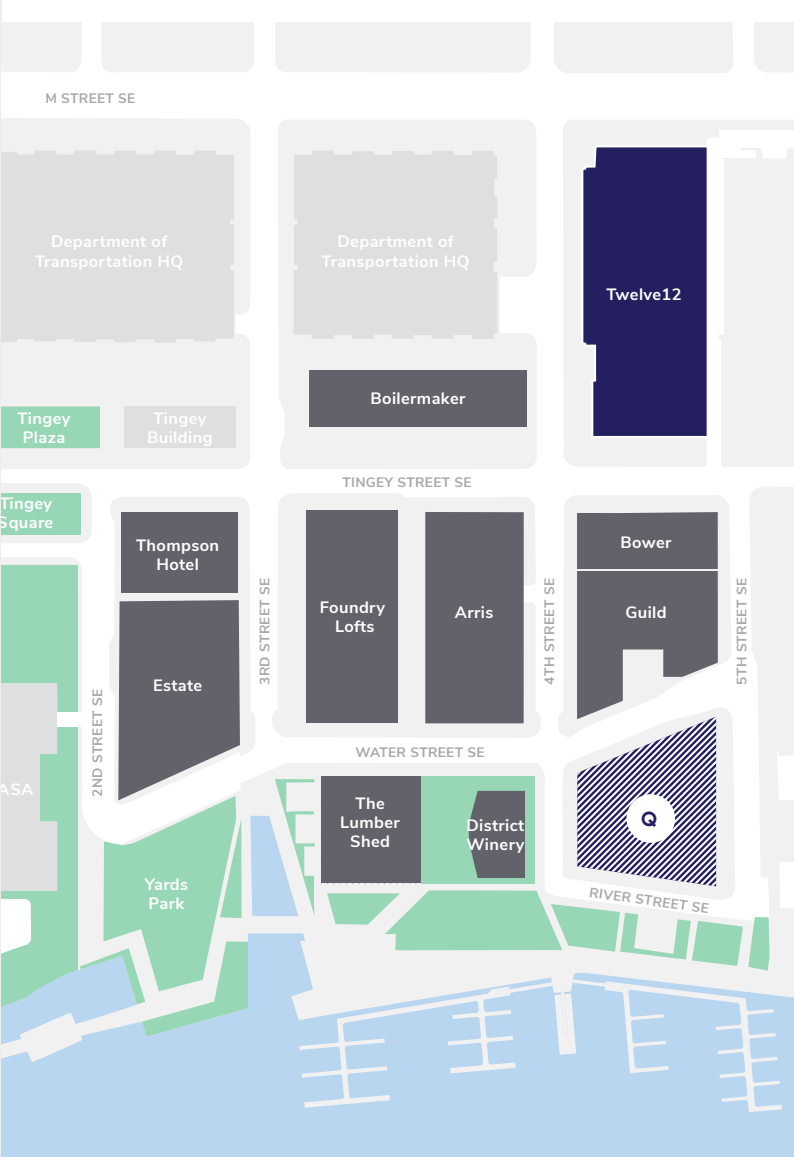 M STREET SE
Department of
Transportation HQ
Department of
Transportation HQ
Twelve12
Boilermaker
Tingey
Plaza
Tingey
Building
TINGEY STREET SE
Tingey
Square
Thompson
Hotel
Foundry
Lofts
Arris
Bower
Guild
3RD STREET SE
4TH STREET SE
5TH STREET SE
Estate
2ND STREET SE
WATER STREET SE
ASA
The
Lumber
Shed
District
Winery
Q
Yards
Park
RIVER STREET SE